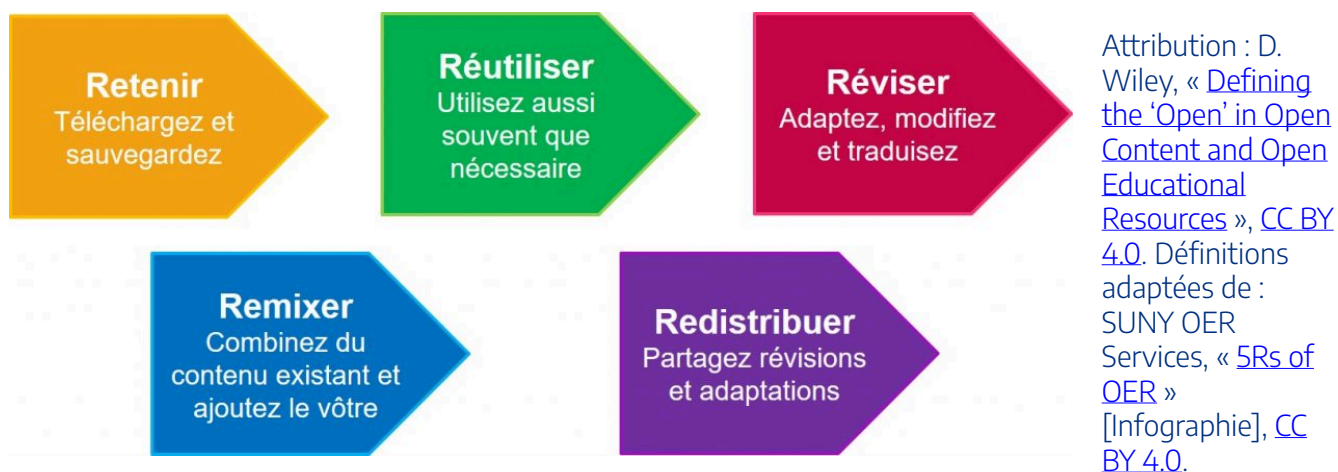 Retenir
Téléchargez et
sauvegardez
Réutiliser
Utilisez aussi
souvent que
nécessaire
Réviser
Adaptez, modifiez
et traduisez
Remixer
Combinez du
contenu existant et
ajoutez le vôtre
Redistribuer
Partagez révisions
et adaptations
Attribution : D.
Wiley, « Defining
the ‘Open’ in Open
Content and Open
Educational
Resources », CC BY
4.0. Définitions
adaptées de :
SUNY OER
Services, « 5Rs of
OER »
[Infographie], CC
BY 4.0.